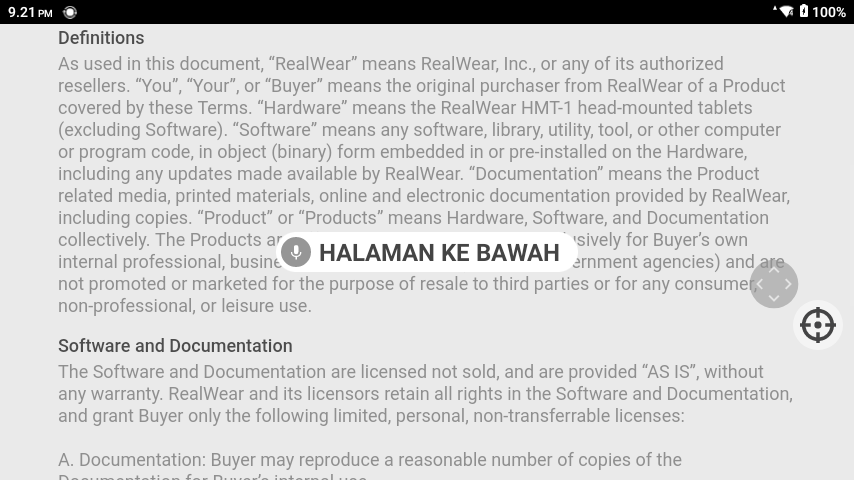 9.21 PM
100%
Definitions
As used in this document, “RealWear” means RealWear, Inc., or any of its authorized
resellers. “You”, “Your”, or “Buyer” means the original purchaser from RealWear of a Product
covered by these Terms. “Hardware” means the RealWear HMT-1 head-mounted tablets
(excluding Software). “Software” means any software, library, utility, tool, or other computer
or program code, in object (binary) form embedded in or pre-installed on the Hardware,
including any updates made available by RealWear. “Documentation” means the Product
related media, printed materials, online and electronic documentation provided by RealWear,
including copies. “Product” or “Products” means Hardware, Software, and Documentation
collectively. The Products for Buyer’s own
HALAMAN KE BAWAH
internal professional, agencies) and are
not promoted or marketed for the purpose of resale to third parties or for any consumer,
non-professional, or leisure use.
Software and Documentation
The Software and Documentation are licensed not sold, and are provided “AS IS”, without
any warranty. RealWear and its licensors retain all rights in the Software and Documentation,
and grant Buyer only the following limited, personal, non-transferrable licenses:
A. Documentation: Buyer may reproduce a reasonable number of copies of the
Documentation for Buyer’s internal use